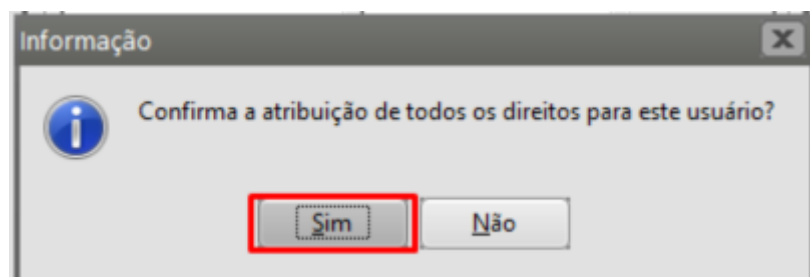 Informação
Confirma a atribuição de todos os direitos para este usuário?
Sim
Não